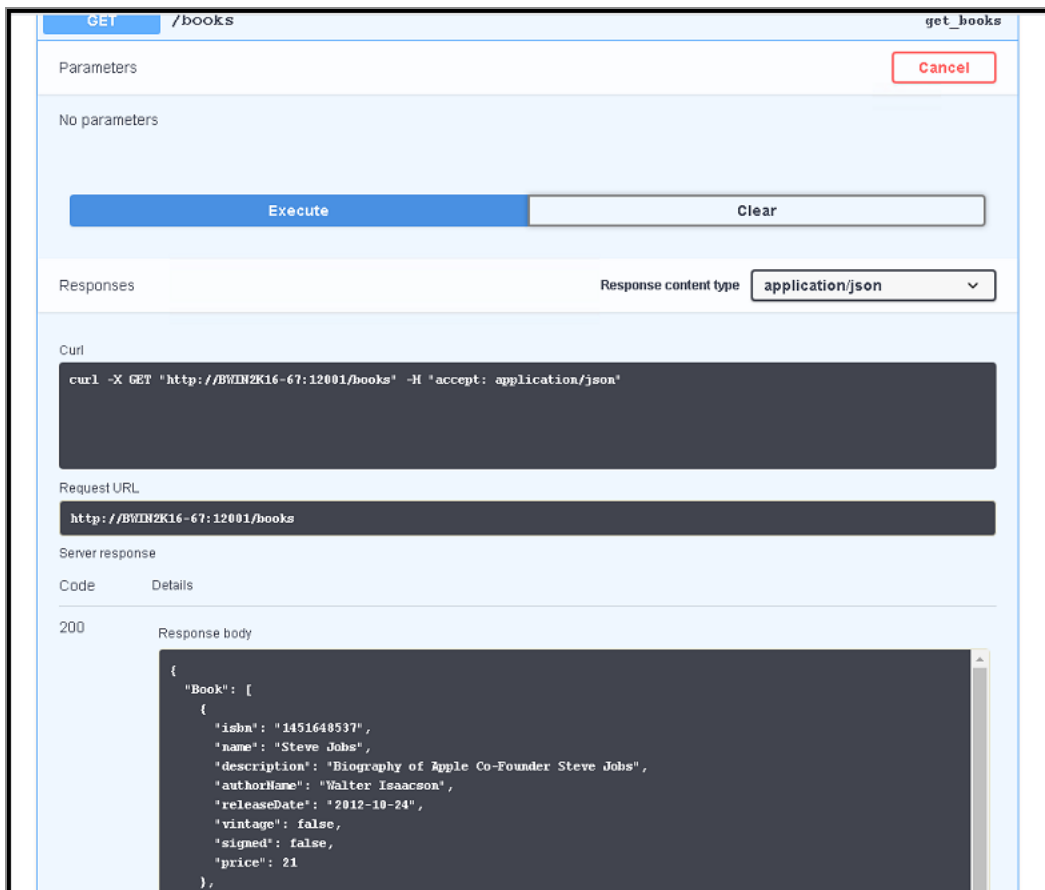 GET /books get_books
Parameters Cancel
No parameters
Execute Clear
Responses Response content type application/json
Curl
curl -X GET "http://BWIN2K16-67:12001/books" -H "accept: application/json"
Request URL
http://BWIN2K16-67:12001/books
Server response
Code Details
200 Response body
{
"Book": [
{
"isbn": "1451648537",
"name": "Steve Jobs",
"description": "Biography of Apple Co-Founder Steve Jobs",
"authorName": "Walter Isaacson",
"releaseDate": "2012-10-24",
"vintage": false,
"signed": false,
"price": 21
},